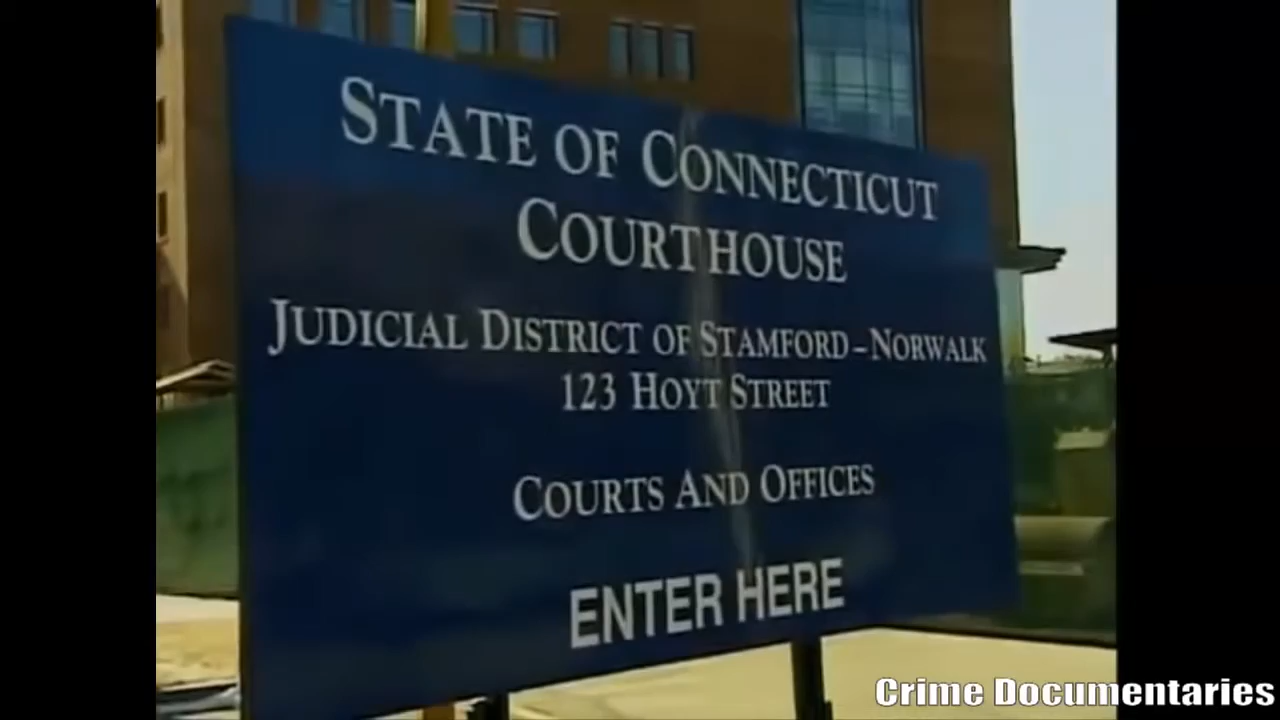 STATE OF CONNECTICUT
COURTHOUSE
JUDICIAL DISTRICT OF STAMFORD-NORWALK
123 HOYT STREET
COURTS AND OFFICES
ENTER HERE
Crime Documentaries